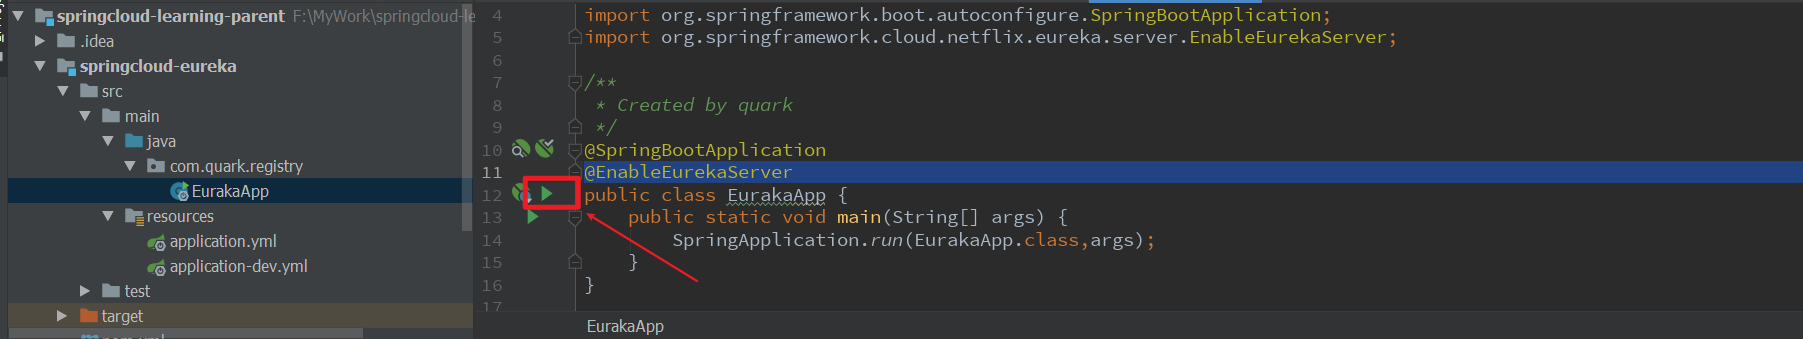 springcloud-learning-parent F:\MyWork\springcloud-le
.idea
springcloud-eureka
src
main
java
com.quark.registry
EurakaApp
resources
application.yml
application-dev.yml
test
target
4 import org.springframework.boot.autoconfigure.SpringBootApplication;
5 import org.springframework.cloud.netflix.eureka.server.EnableEurekaServer;
6
7 /**
8 * Created by quark
9 */
10 @SpringBootApplication
11 @EnableEurekaServer
12 public class EurakaApp {
13 public static void main(String[] args) {
14 SpringApplication.run(EurakaApp.class,args);
15 }
16 }
17
EurakaApp